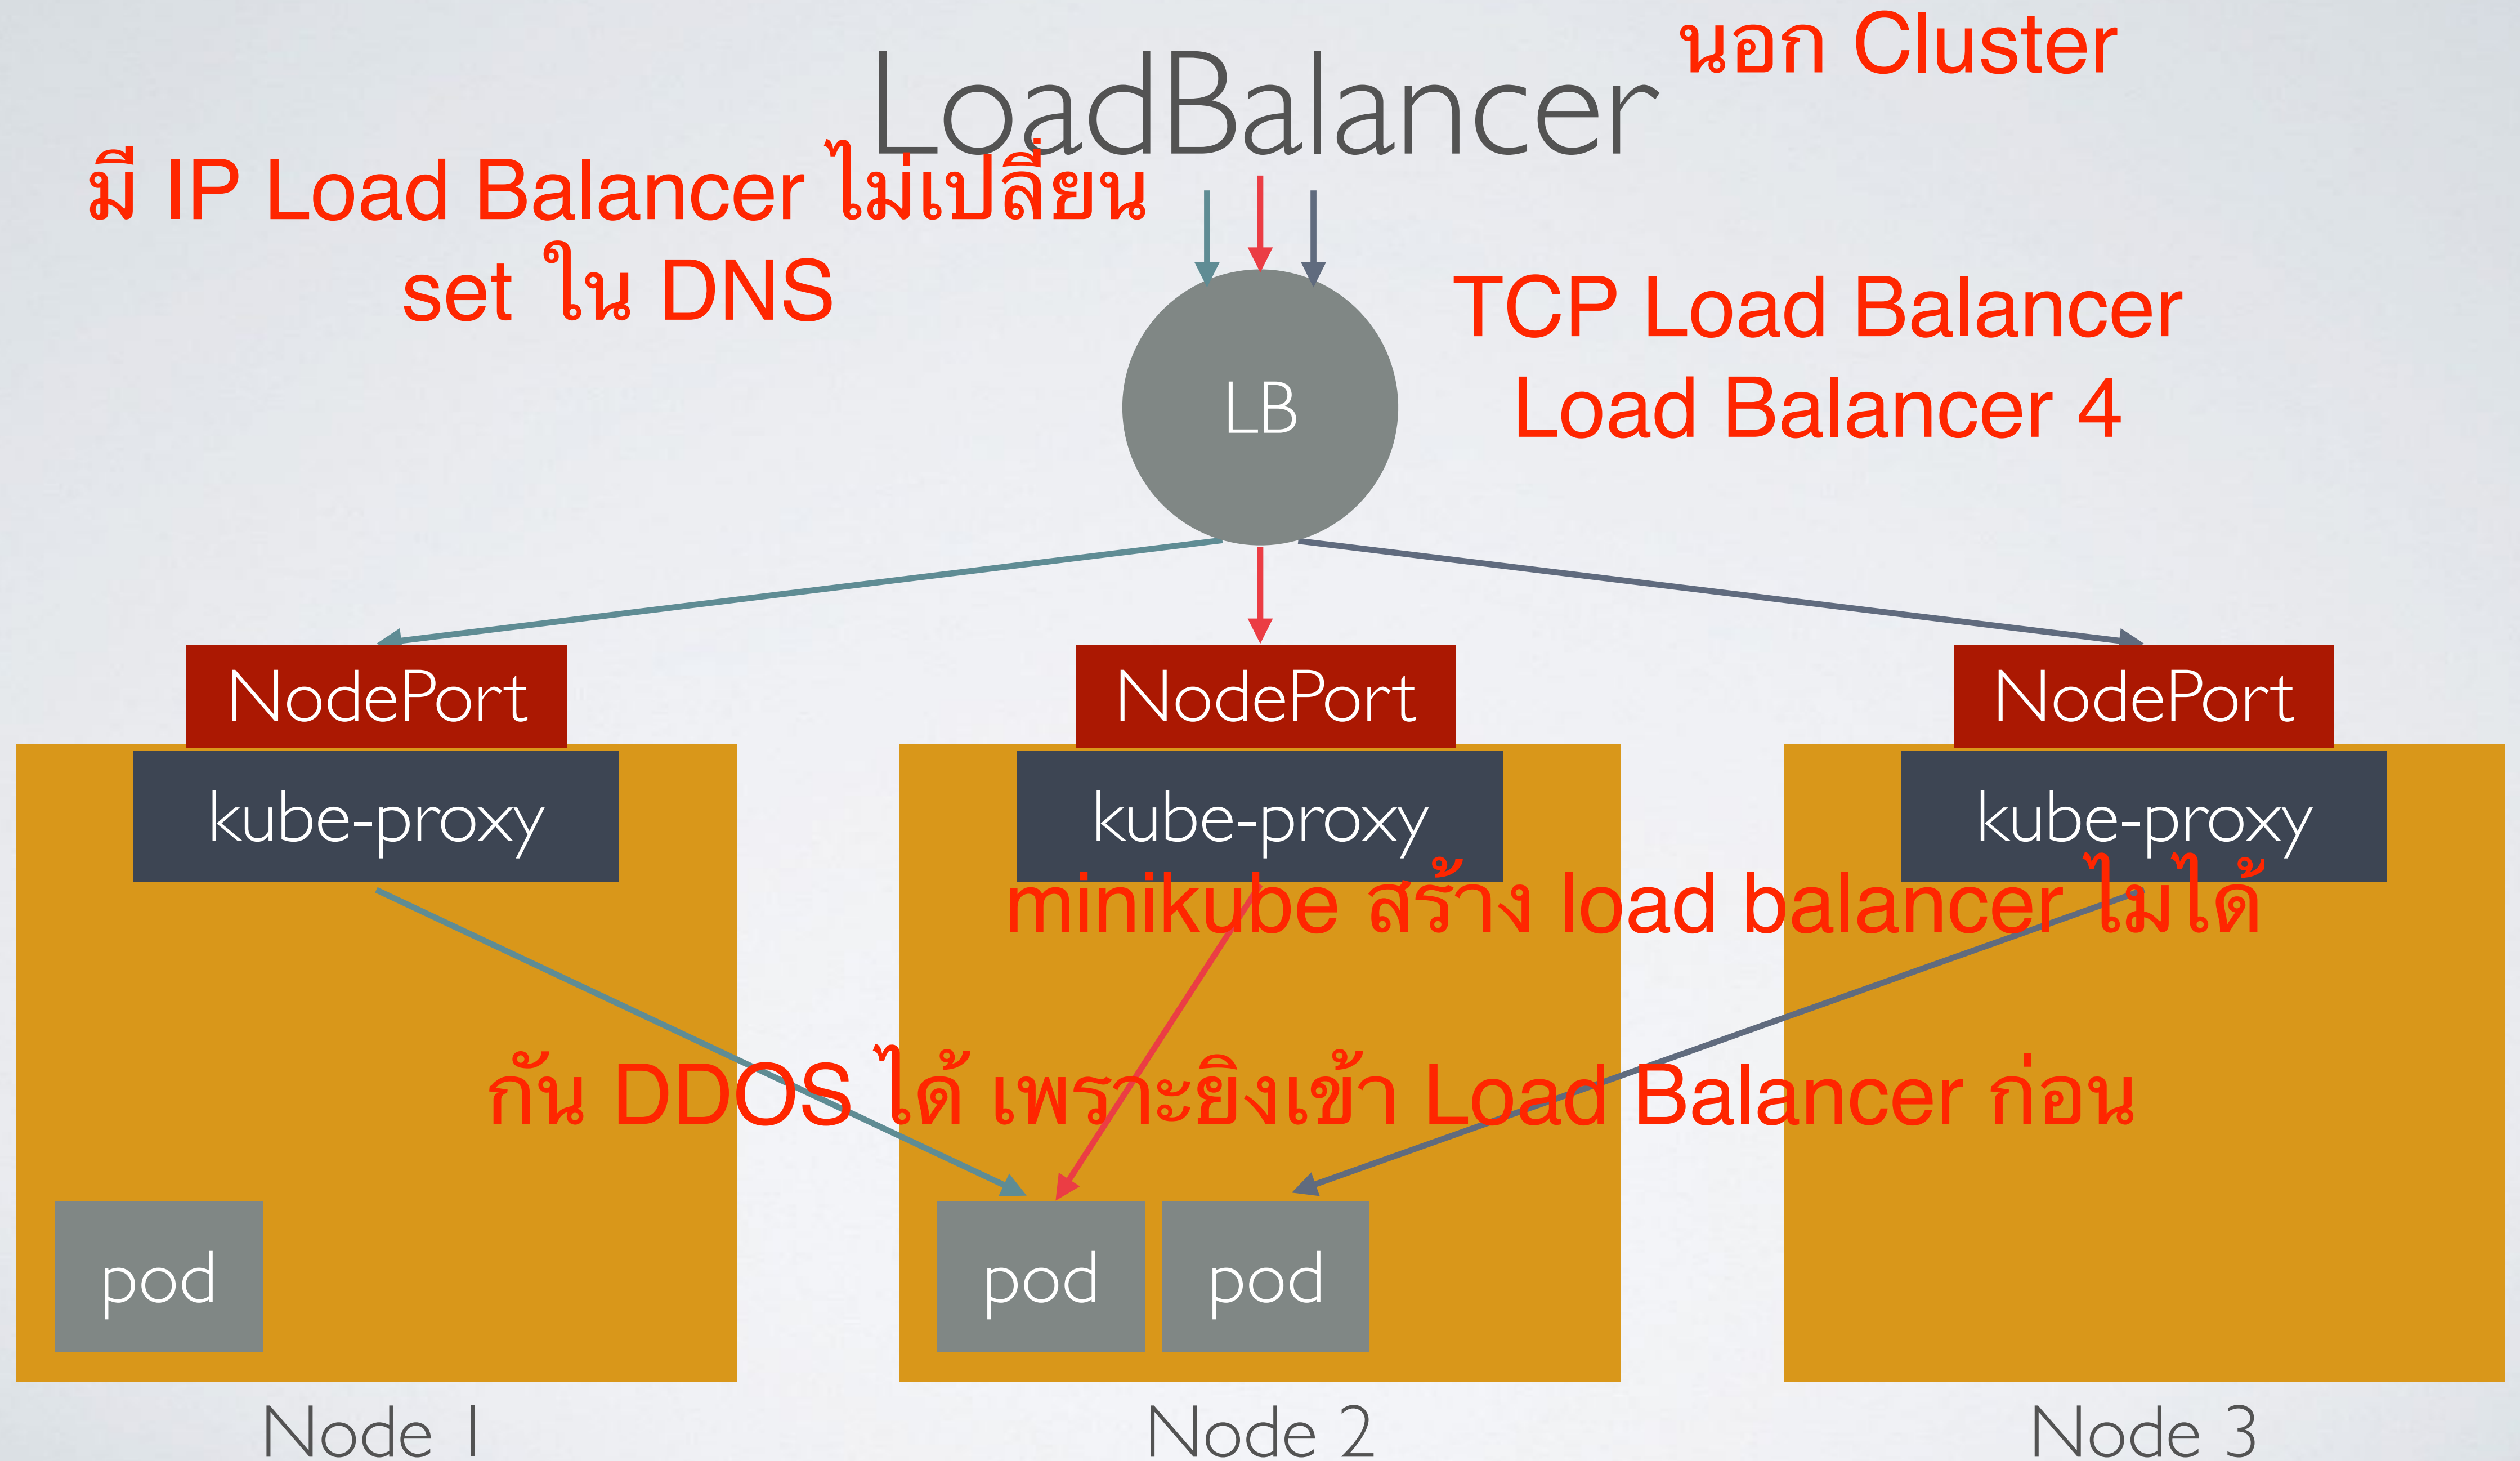 นอก Cluster
LoadBalancer
มี IP Load Balancer ไม่เปลี่ยน
set ใน DNS
TCP Load Balancer
Load Balancer 4
LB
NodePort
NodePort
NodePort
kube-proxy
kube-proxy
kube-proxy
minikube สร้าง load balancer ไม่ได้
กัน DDOS ได้ เพราะยิงเข้า Load Balancer ก่อน
pod
pod
pod
Node 1
Node 2
Node 3